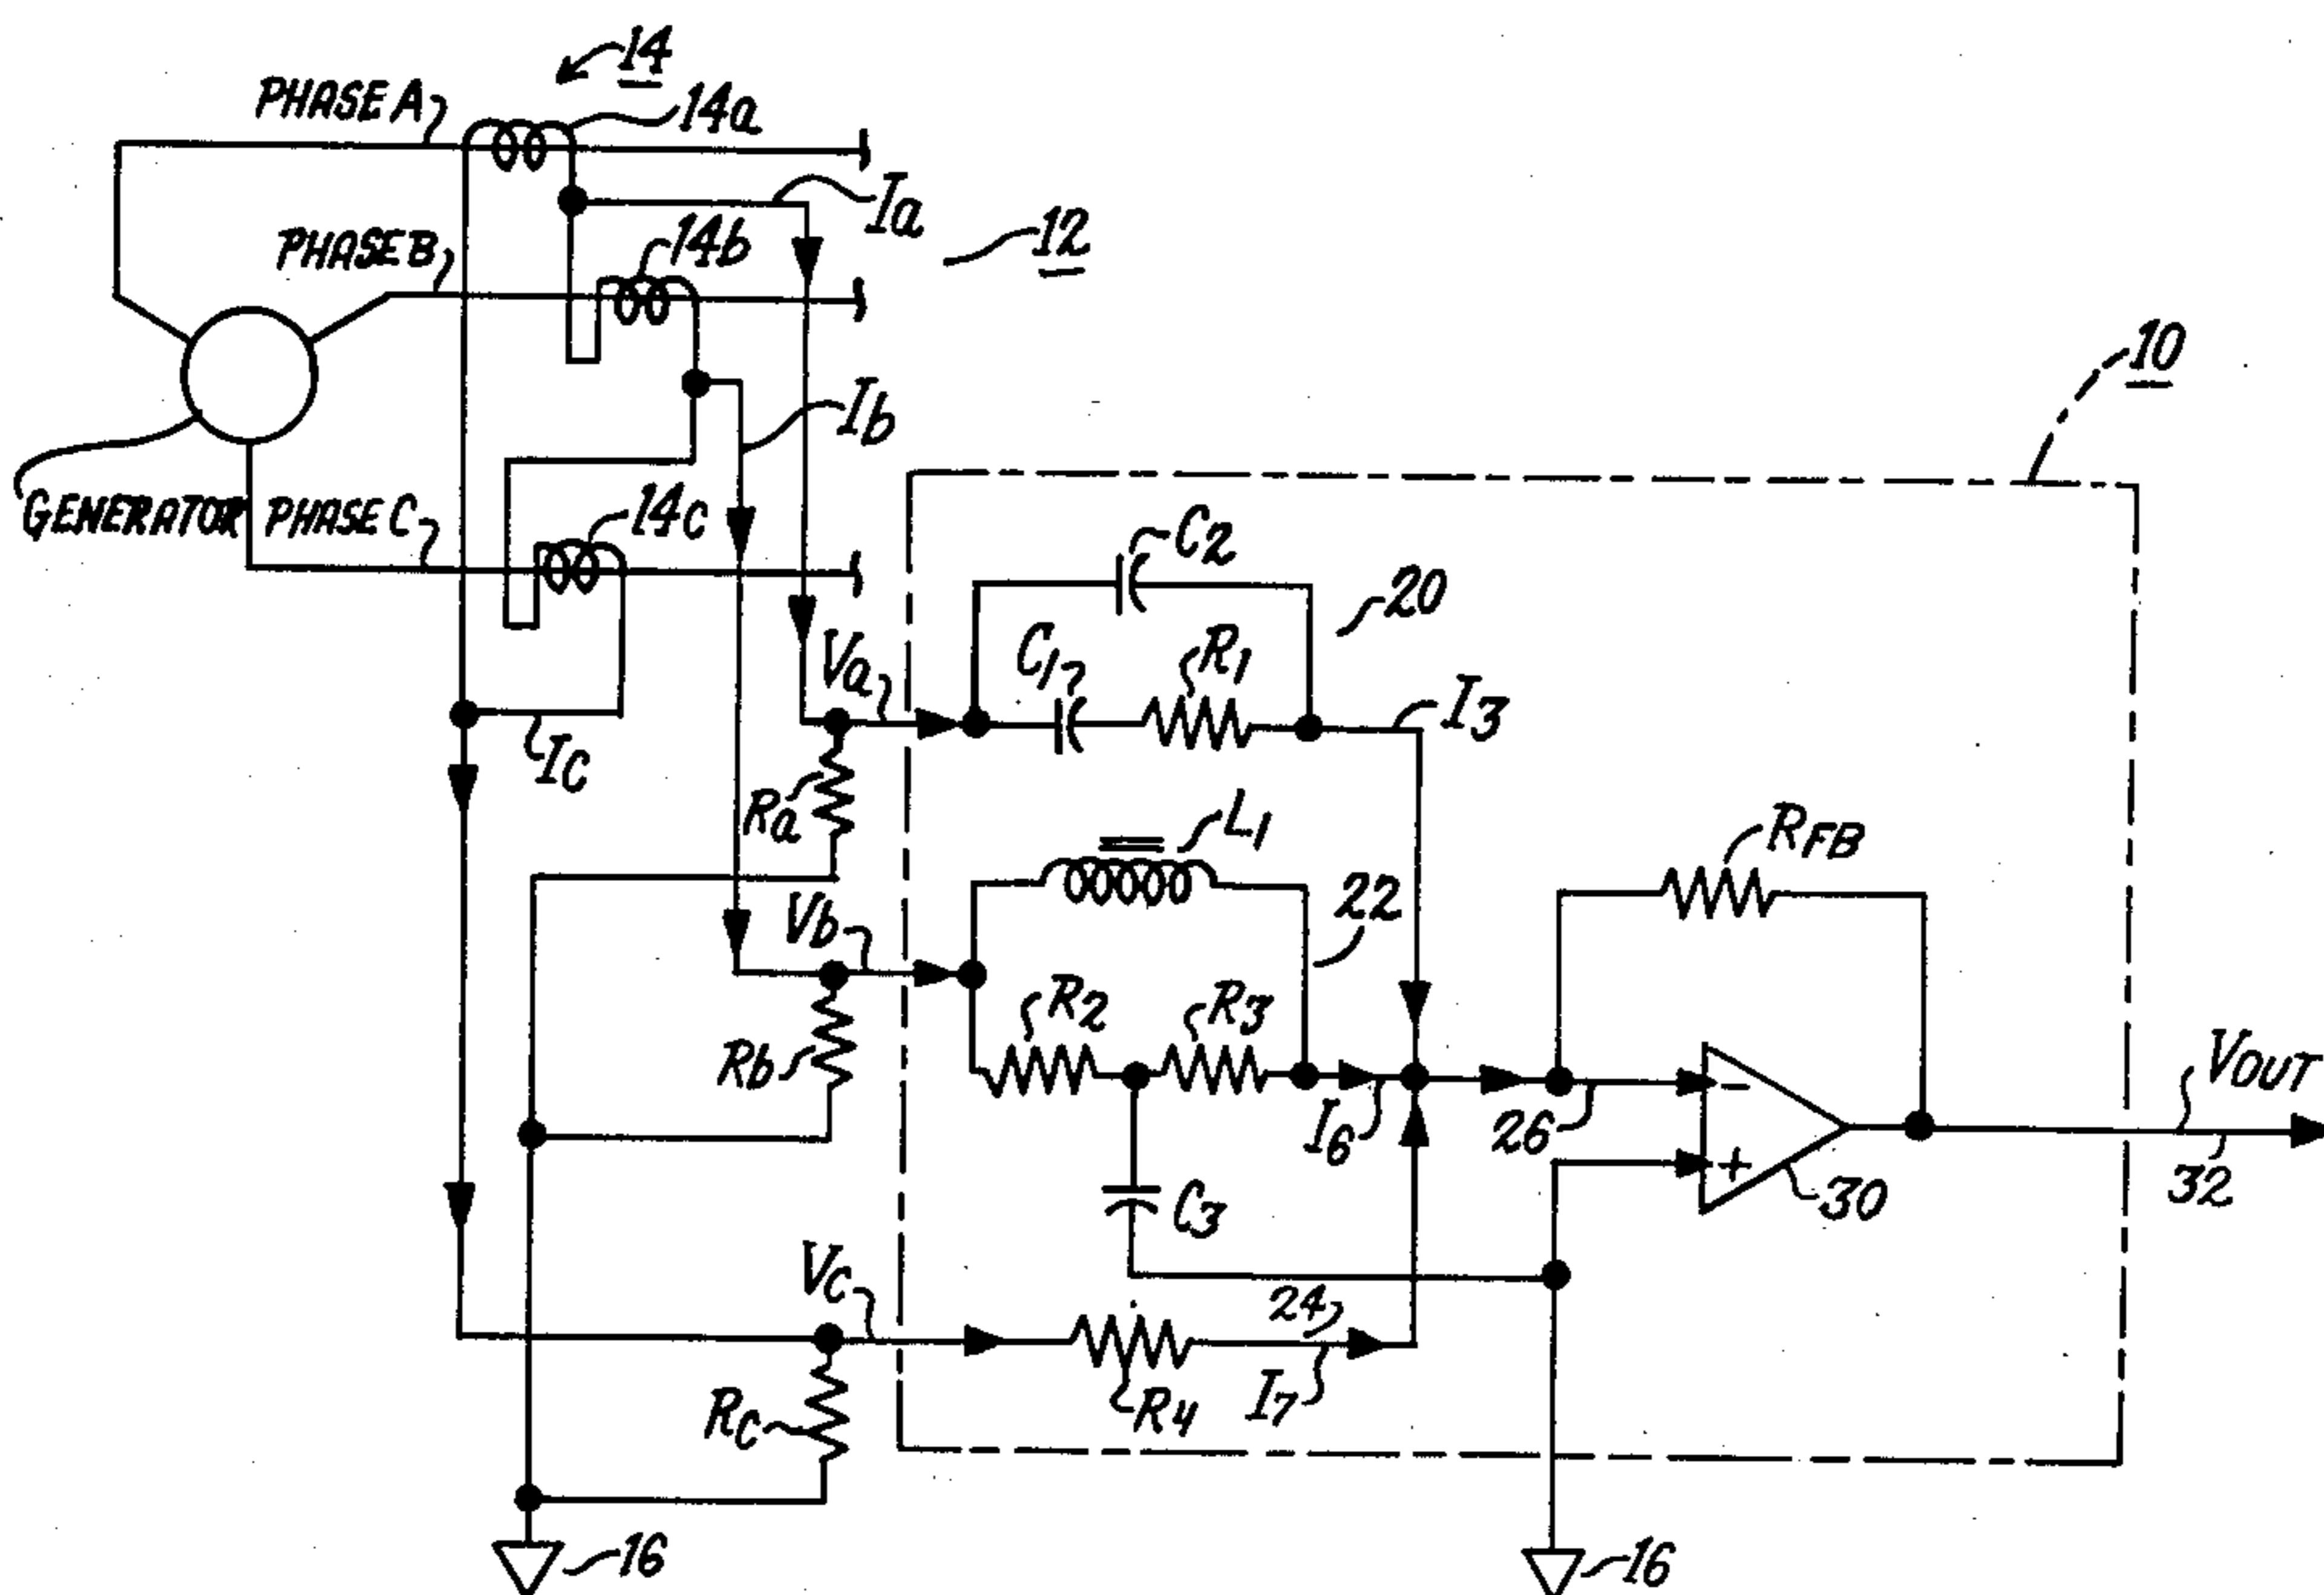 14
PHASE A
14a
Ia
PHASE B
14b
12
10
Ib
GENERATOR
PHASE C
14c
C2
20
Va
C1
R1
I3
Ic
Ra
L1
RFB
Vb
22
R2
R3
Rb
VOUT
I6
26
32
30
C3
Vc
24
Rc
R4
I7
16
16
−
+